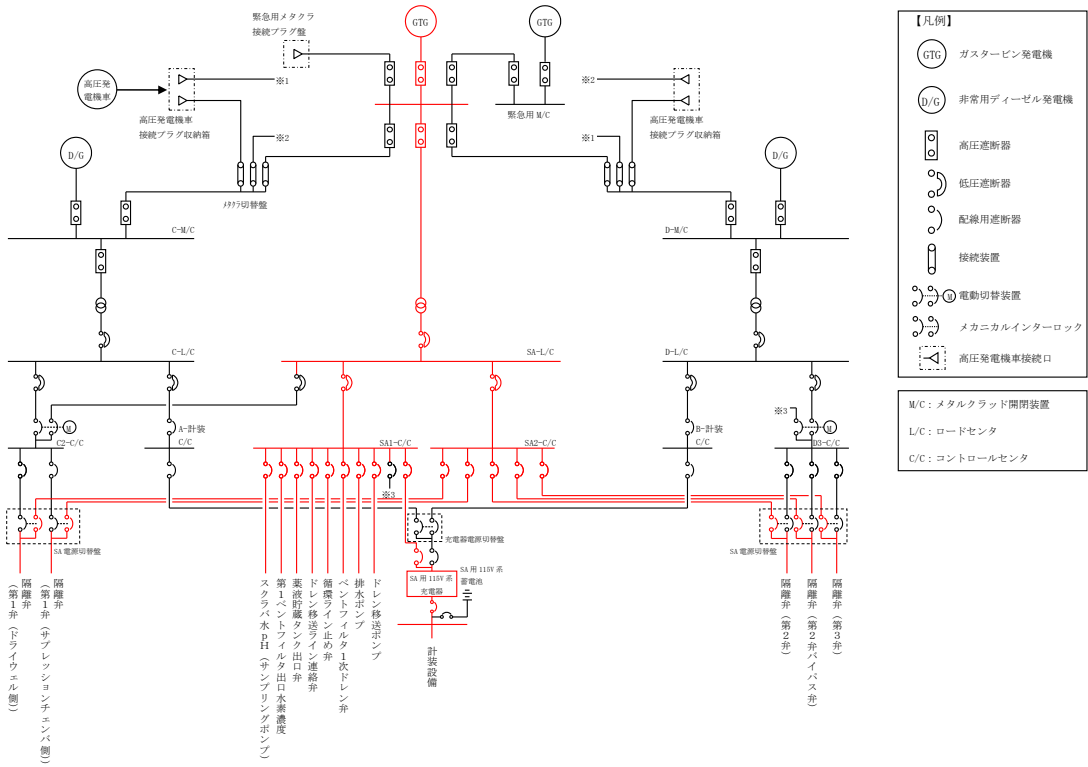 緊急用メタクラ
接続プラグ盤
GTG
GTG
※1
※2
高圧発
電機車
高圧発電機車
接続プラグ収納箱
※2
緊急用 M/C
※1
高圧発電機車
接続プラグ収納箱
D/G
D/G
ﾒﾀｸﾗ切替盤
C-M/C
D-M/C
C-L/C
SA-L/C
D-L/C
M
C2-C/C
A-計装
C/C
SA1-C/C
SA2-C/C
B-計装
C/C
※3
M
D3-C/C
※3
SA 電源切替盤
充電器電源切替盤
SA 電源切替盤
SA 用 115V 系
充電器
SA 用 115V 系
蓄電池
隔離弁
（第１弁（ドライウェル側））
隔離弁
（第１弁（サプレッションチェンバ側））
スクラバ水ｐＨ（サンプリングポンプ）
第１ベントフィルタ出口水素濃度
薬液貯蔵タンク出口弁
ドレン移送ライン連絡弁
循環ライン止め弁
ベントフィルタ１次ドレン弁
排水ポンプ
ドレン移送ポンプ
計装設備
隔離弁（第２弁）
隔離弁（第２弁バイパス弁）
隔離弁（第３弁）
【凡例】
GTG
ガスタービン発電機
D/G
非常用ディーゼル発電機
高圧遮断器
低圧遮断器
配線用遮断器
接続装置
M
電動切替装置
メカニカルインターロック
高圧発電機車接続口
M/C：メタルクラッド開閉装置
L/C：ロードセンタ
C/C：コントロールセンタ